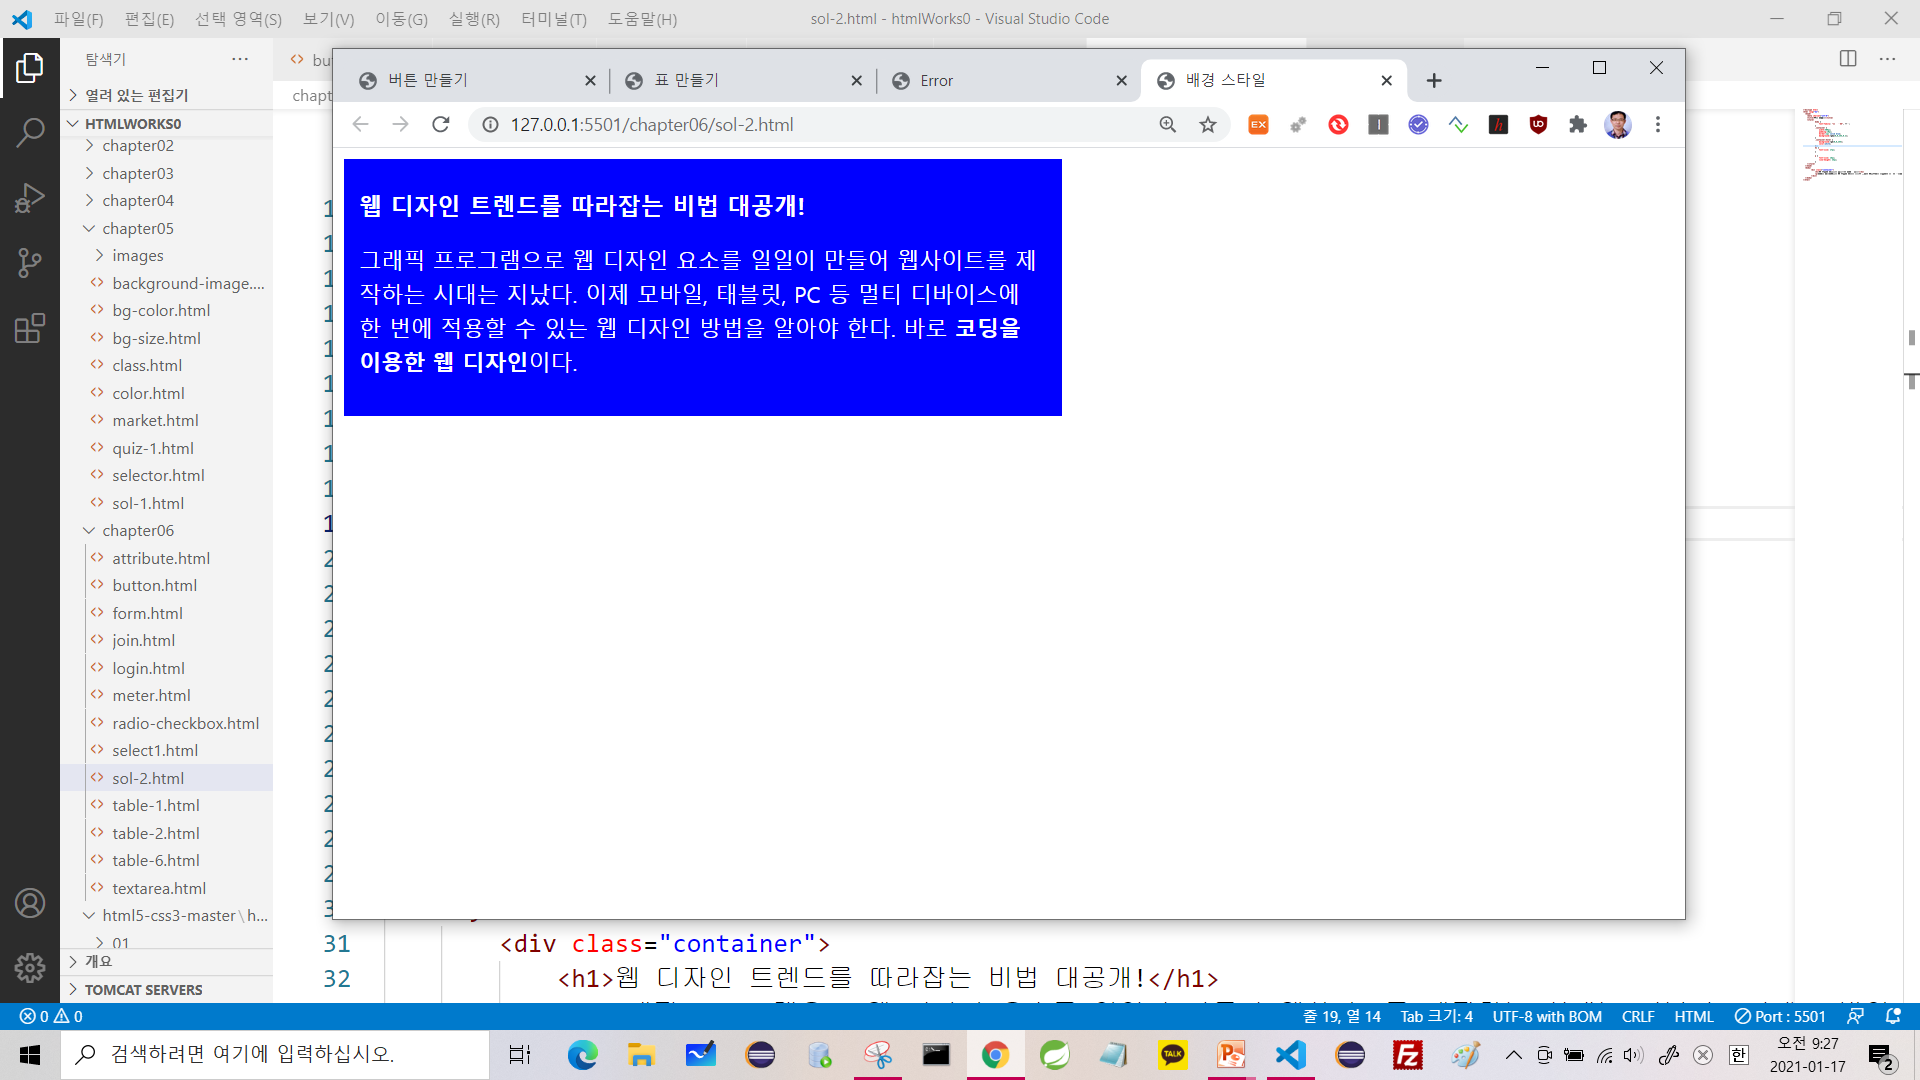 파일(F) 편집(E) 선택 영역(S) 보기(V) 이동(G) 실행(R) 터미널(T) 도움말(H)
sol-2.html - htmlWorks0 - Visual Studio Code
탐색기
열려 있는 편집기
HTMLWORKS0
chapter02
chapter03
chapter04
chapter05
images
background-image....
bg-color.html
bg-size.html
class.html
color.html
market.html
quiz-1.html
selector.html
sol-1.html
chapter06
attribute.html
button.html
form.html
join.html
login.html
meter.html
radio-checkbox.html
select1.html
sol-2.html
table-1.html
table-2.html
table-6.html
textarea.html
html5-css3-master\h...
01
개요
TOMCAT SERVERS
버튼 만들기
표 만들기
Error
배경 스타일
127.0.0.1:5501/chapter06/sol-2.html
웹 디자인 트렌드를 따라잡는 비법 대공개!
그래픽 프로그램으로 웹 디자인 요소를 일일이 만들어 웹사이트를 제
작하는 시대는 지났다. 이제 모바일, 태블릿, PC 등 멀티 디바이스에
한 번에 적용할 수 있는 웹 디자인 방법을 알아야 한다. 바로 코딩을
이용한 웹 디자인이다.
31 <div class="container">
32 <h1>웹 디자인 트렌드를 따라잡는 비법 대공개!</h1>
0 0
줄 19, 열 14 Tab 크기: 4 UTF-8 with BOM CRLF HTML Port : 5501
검색하려면 여기에 입력하십시오.
TALK
한
오전 9:27
2021-01-17
2